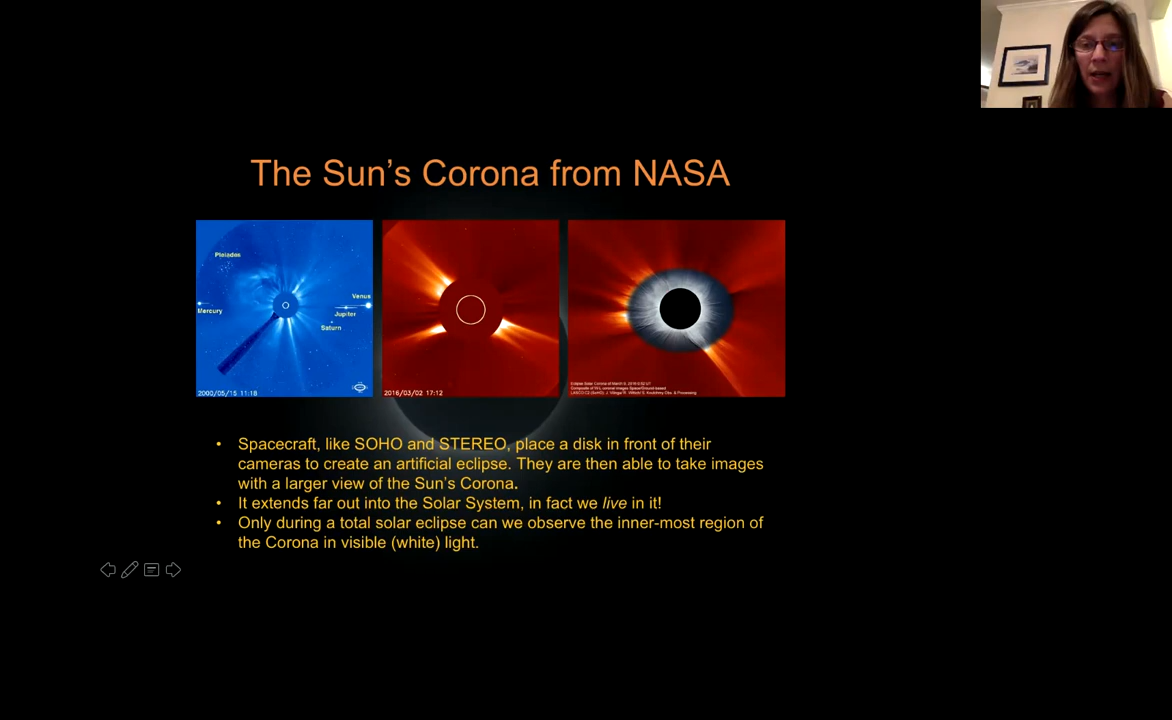 The Sun's Corona from NASA
Pleiades
Venus
Mercury
Jupiter
Saturn
2000/05/15 11:18
2016/03/02 17:12
• Spacecraft, like SOHO and STEREO, place a disk in front of their
cameras to create an artificial eclipse. They are then able to take images
with a larger view of the Sun's Corona.
• It extends far out into the Solar System, in fact we live in it!
• Only during a total solar eclipse can we observe the inner-most region of
the Corona in visible (white) light.